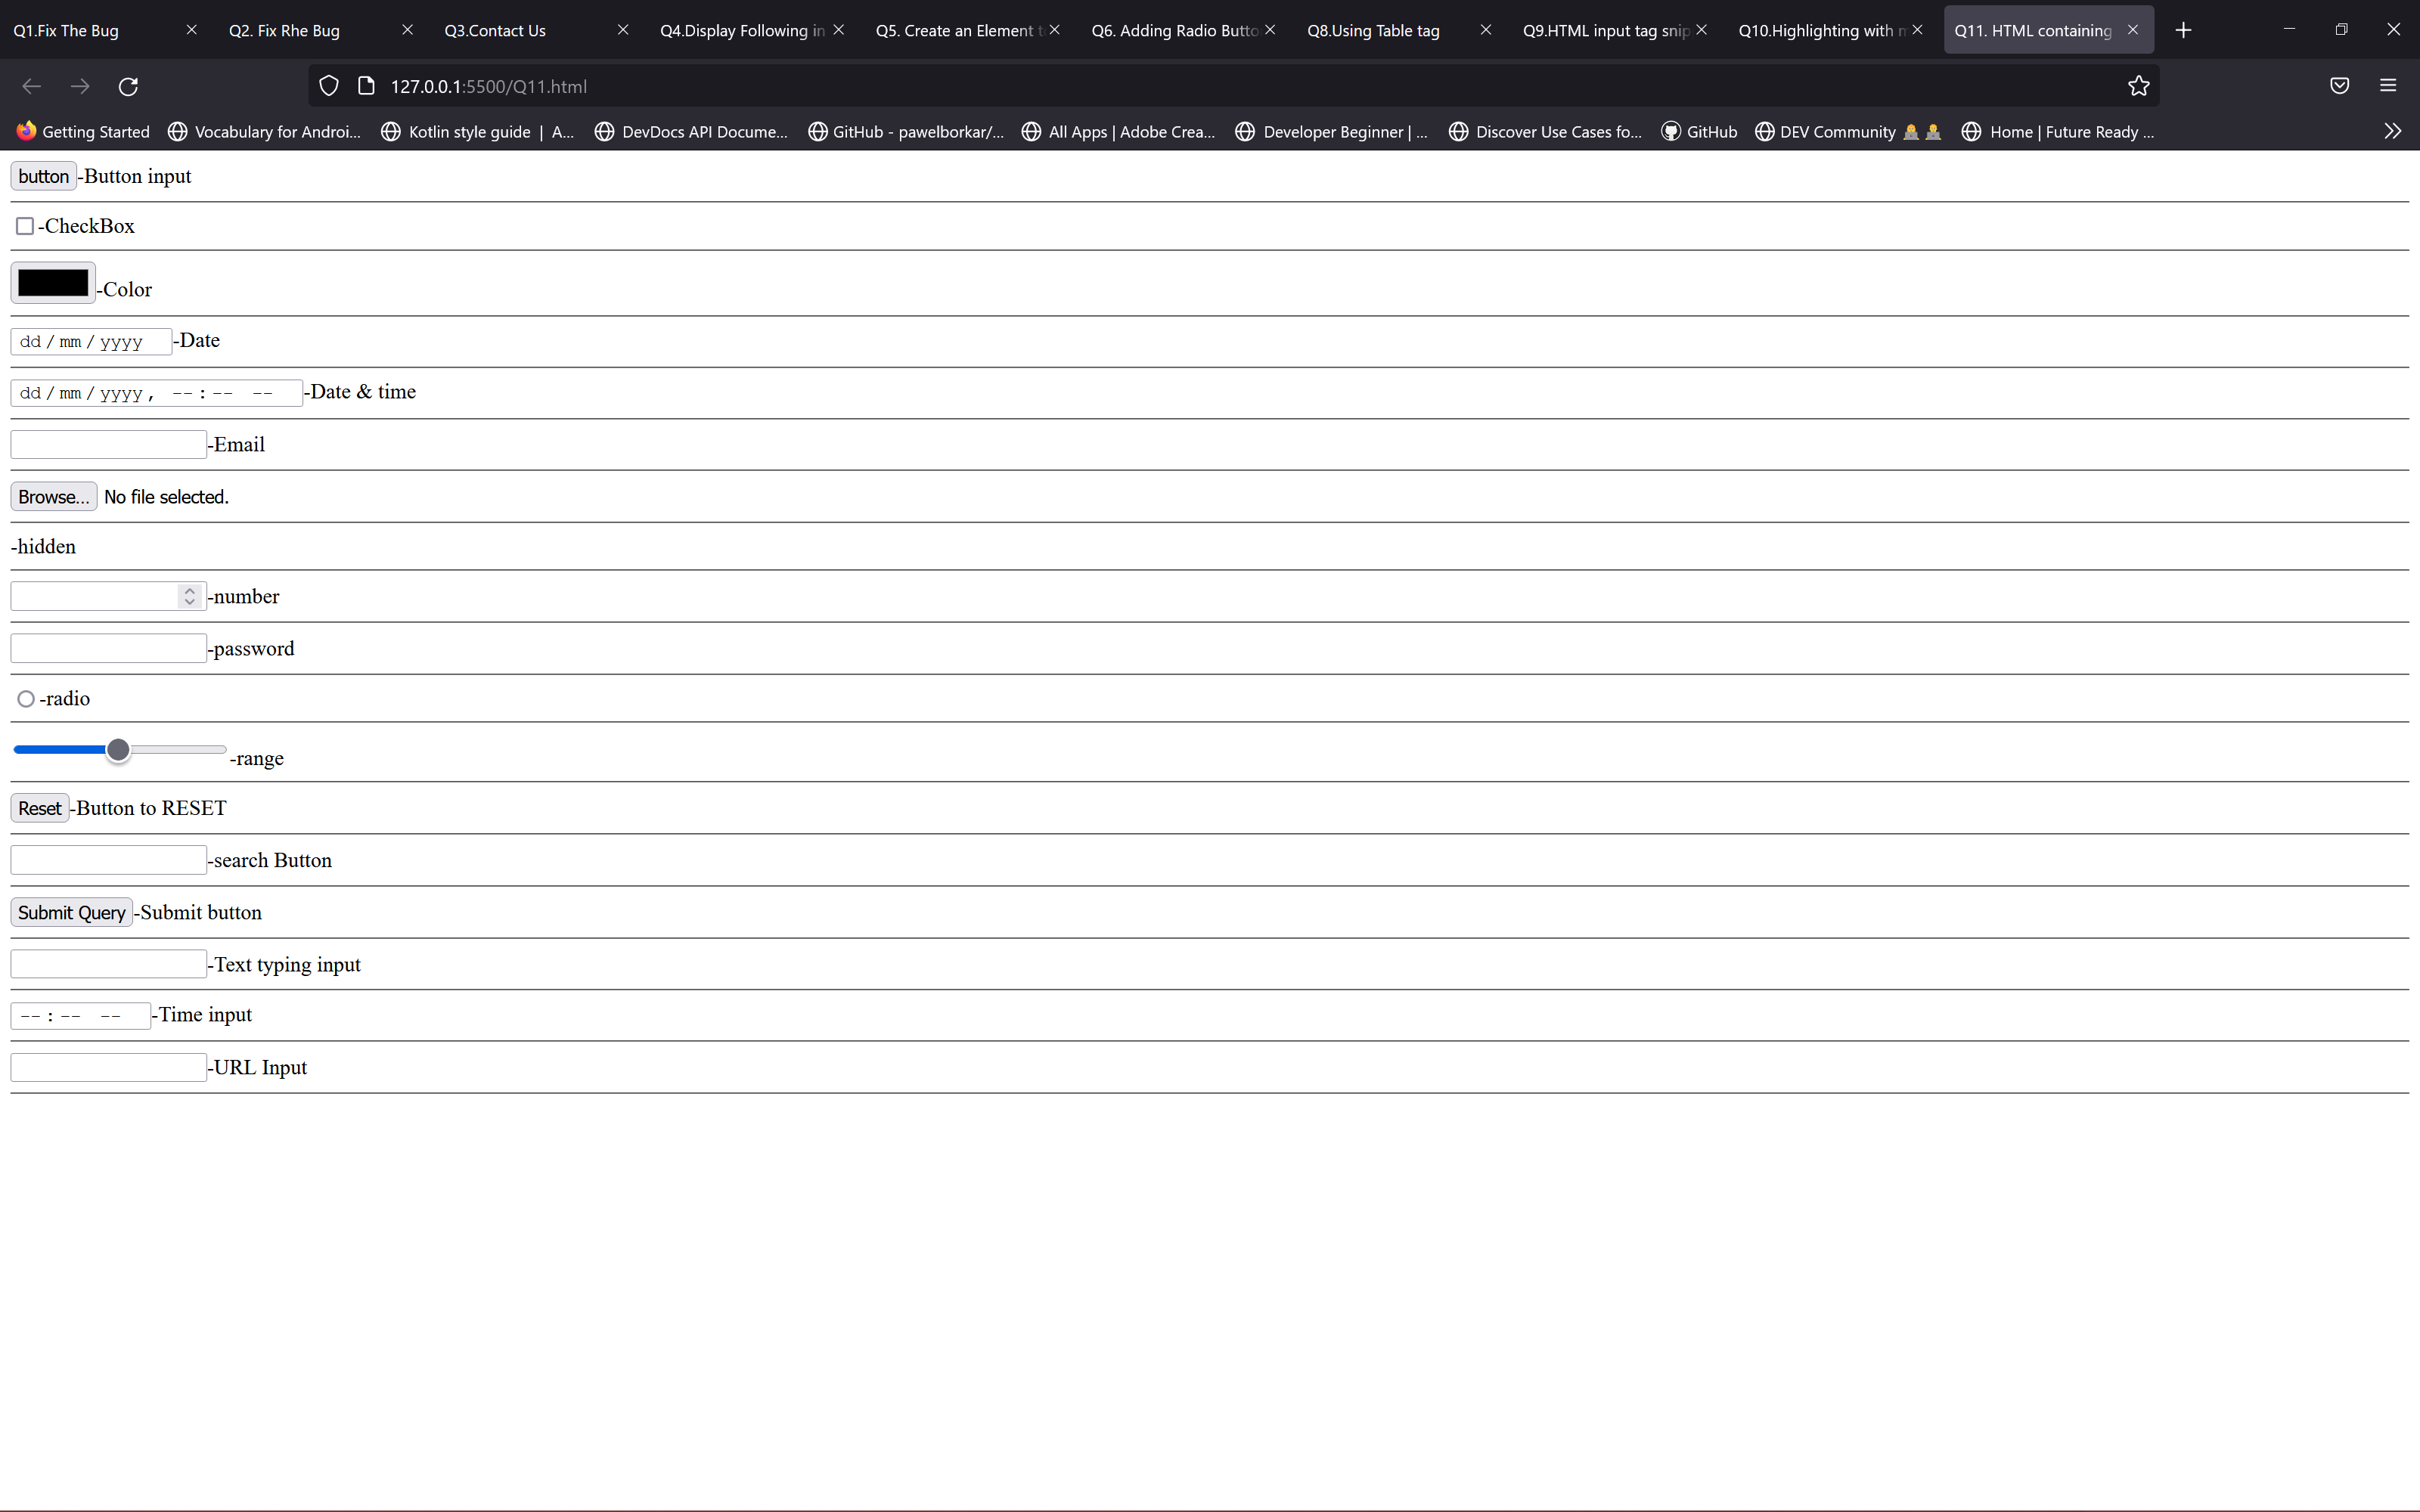 Q1.Fix The Bug
Q2. Fix Rhe Bug
Q3.Contact Us
Q4.Display Following in
Q5. Create an Element t
Q6. Adding Radio Butto
Q8.Using Table tag
Q9.HTML input tag snip
Q10.Highlighting with m
Q11. HTML containing
127.0.0.1:5500/Q11.html
Getting Started
Vocabulary for Androi...
Kotlin style guide | A...
DevDocs API Docume...
GitHub - pawelborkar/...
All Apps | Adobe Crea...
Developer Beginner | ...
Discover Use Cases fo...
GitHub
DEV Community
Home | Future Ready ...
button -Button input
-CheckBox
-Color
dd/mm/yyyy -Date
dd/mm/yyyy, --:-- -- -Date & time
-Email
Browse... No file selected.
-hidden
-number
-password
-radio
-range
Reset -Button to RESET
-search Button
Submit Query -Submit button
-Text typing input
--:-- -- -Time input
-URL Input